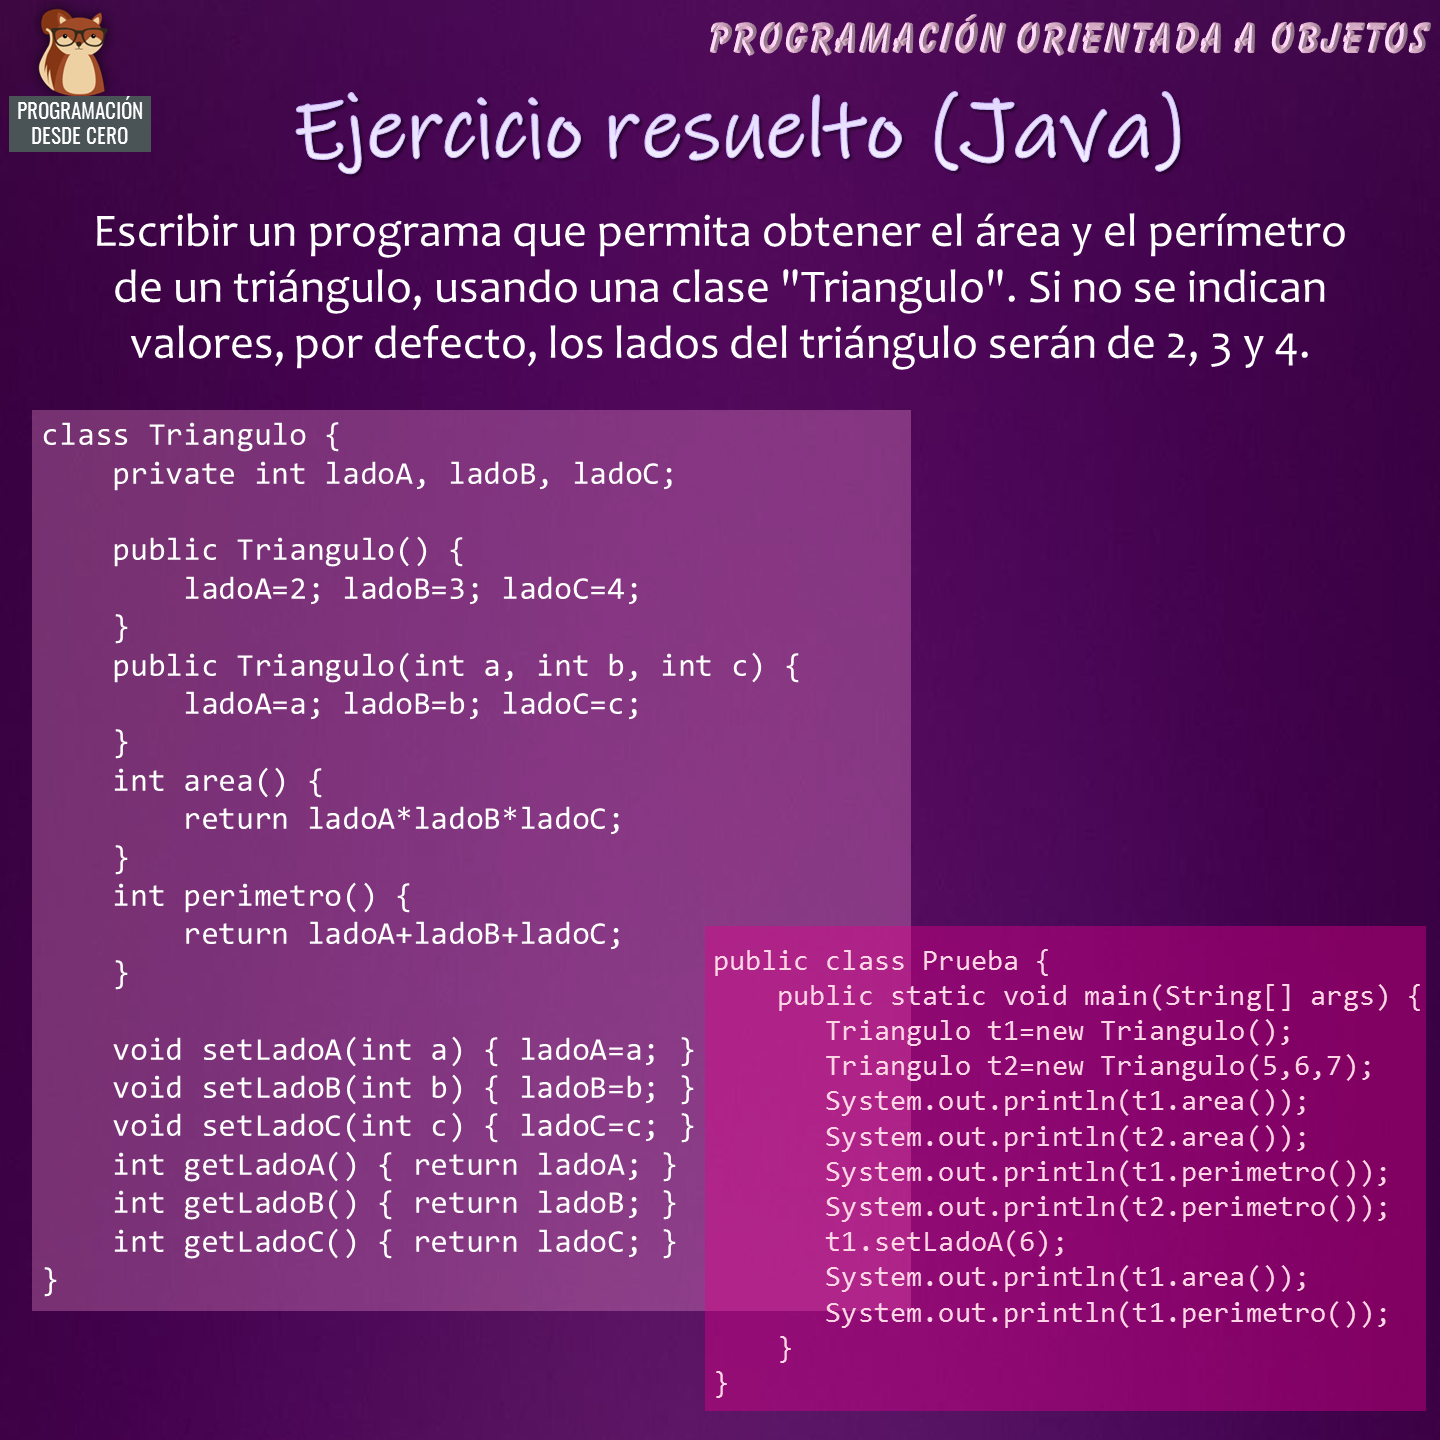 PROGRAMACIÓN ORIENTADA A OBJETOS
PROGRAMACIÓN
DESDE CERO
Ejercicio resuelto (Java)
Escribir un programa que permita obtener el área y el perímetro
de un triángulo, usando una clase "Triangulo". Si no se indican
valores, por defecto, los lados del triángulo serán de 2, 3 y 4.
class Triangulo {
    private int ladoA, ladoB, ladoC;

    public Triangulo() {
        ladoA=2; ladoB=3; ladoC=4;
    }
    public Triangulo(int a, int b, int c) {
        ladoA=a; ladoB=b; ladoC=c;
    }
    int area() {
        return ladoA*ladoB*ladoC;
    }
    int perimetro() {
        return ladoA+ladoB+ladoC;
    }

    void setLadoA(int a) { ladoA=a; }
    void setLadoB(int b) { ladoB=b; }
    void setLadoC(int c) { ladoC=c; }
    int getLadoA() { return ladoA; }
    int getLadoB() { return ladoB; }
    int getLadoC() { return ladoC; }
}
public class Prueba {
    public static void main(String[] args) {
       Triangulo t1=new Triangulo();
       Triangulo t2=new Triangulo(5,6,7);
       System.out.println(t1.area());
       System.out.println(t2.area());
       System.out.println(t1.perimetro());
       System.out.println(t2.perimetro());
       t1.setLadoA(6);
       System.out.println(t1.area());
       System.out.println(t1.perimetro());
    }
}